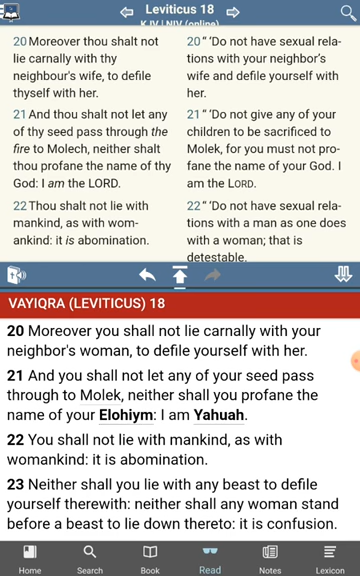 Leviticus 18
KJV | NIV (online)
20 Moreover thou shalt not
lie carnally with thy
neighbour's wife, to defile
thyself with her.
21 And thou shalt not let any
of thy seed pass through the
fire to Molech, neither shalt
thou profane the name of thy
God: I am the LORD.
22 Thou shalt not lie with
mankind, as with wom-
ankind: it is abomination.
20 “ ‘Do not have sexual rela-
tions with your neighbor’s
wife and defile yourself with
her.
21 “ ‘Do not give any of your
children to be sacrificed to
Molek, for you must not pro-
fane the name of your God. I
am the LORD.
22 “ ‘Do not have sexual rela-
tions with a man as one does
with a woman; that is
detestable.
VAYIQRA (LEVITICUS) 18
20 Moreover you shall not lie carnally with your
neighbor's woman, to defile yourself with her.
21 And you shall not let any of your seed pass
through to Molek, neither shall you profane the
name of your Elohiym: I am Yahuah.
22 You shall not lie with mankind, as with
womankind: it is abomination.
23 Neither shall you lie with any beast to defile
yourself therewith: neither shall any woman stand
before a beast to lie down thereto: it is confusion.
Home Search Book Read Notes Lexicon